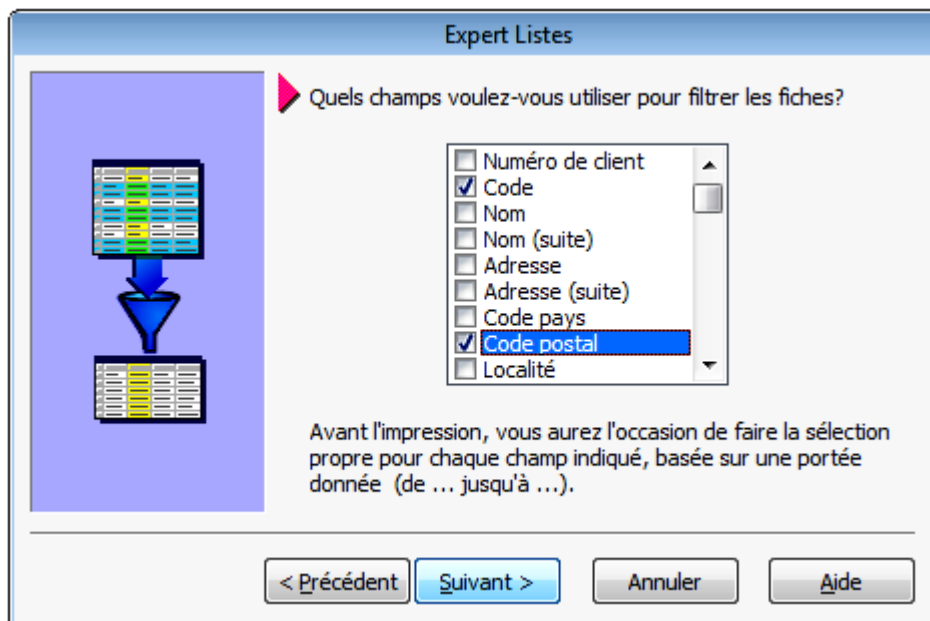 Expert Listes
Quels champs voulez-vous utiliser pour filtrer les fiches?
Numéro de client
Code
Nom
Nom (suite)
Adresse
Adresse (suite)
Code pays
Code postal
Localité
Avant l'impression, vous aurez l'occasion de faire la sélection
propre pour chaque champ indiqué, basée sur une portée
donnée (de ... jusqu'à ...).
< Précédent Suivant > Annuler Aide